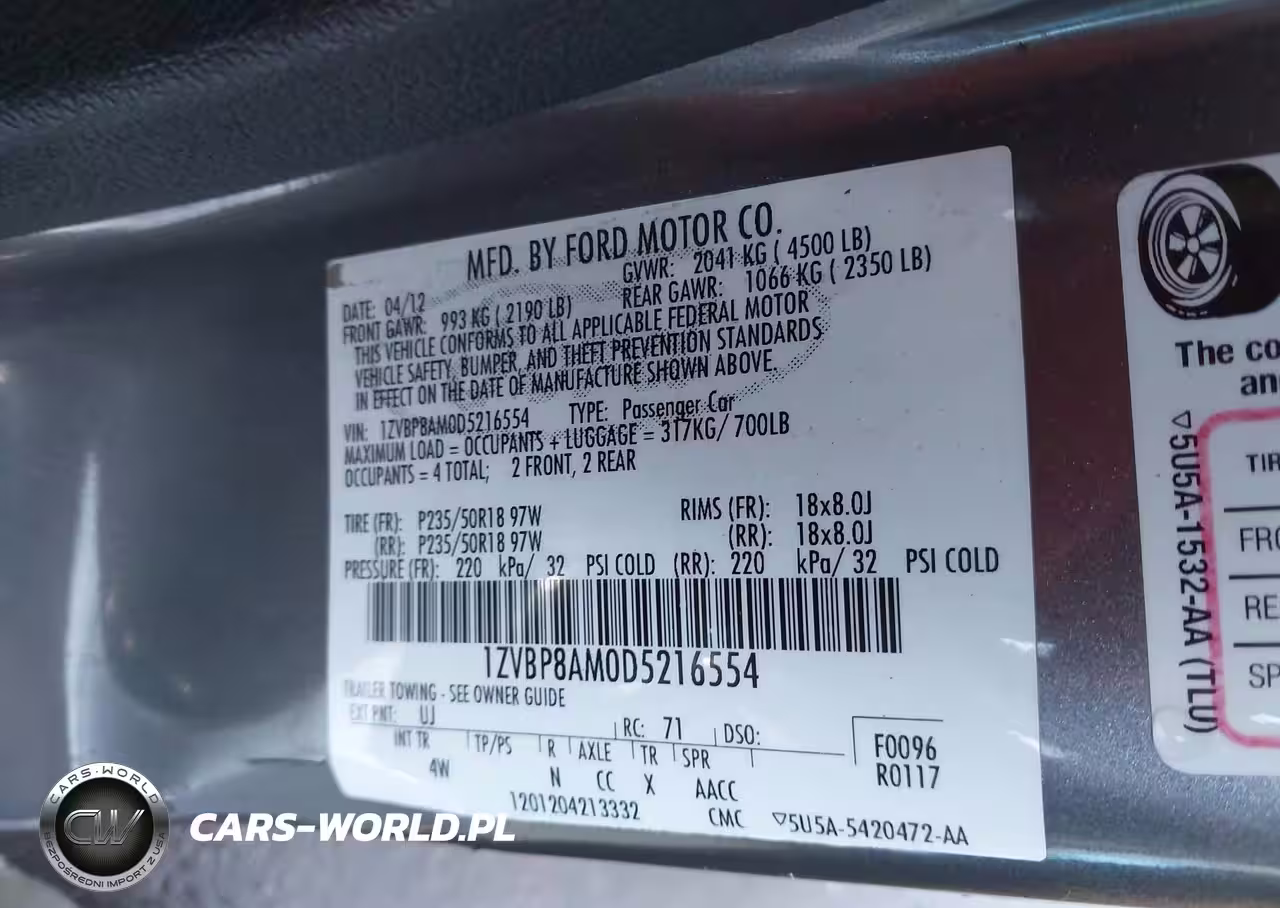 MFD. BY FORD MOTOR CO.
DATE: 04/12 GVWR: 2041 KG ( 4500 LB)
FRONT GAWR: 993 KG ( 2190 LB) REAR GAWR: 1066 KG ( 2350 LB)
THIS VEHICLE CONFORMS TO ALL APPLICABLE FEDERAL MOTOR
VEHICLE SAFETY, BUMPER, AND THEFT PREVENTION STANDARDS
IN EFFECT ON THE DATE OF MANUFACTURE SHOWN ABOVE.
VIN: 1ZVBP8AM0D5216554 TYPE: Passenger Car
MAXIMUM LOAD = OCCUPANTS + LUGGAGE = 317KG/ 700LB
OCCUPANTS = 4 TOTAL; 2 FRONT, 2 REAR
TIRE (FR): P235/50R18 97W RIMS (FR): 18x8.0J
(RR): P235/50R18 97W (RR): 18x8.0J
PRESSURE (FR): 220 kPa/ 32 PSI COLD (RR): 220 kPa/ 32 PSI COLD
1ZVBP8AM0D5216554
TRAILER TOWING - SEE OWNER GUIDE
EXT PNT: UJ RC: 71 DSO:
INT TR TP/PS R AXLE TR SPR F0096
4W N CC X AACC R0117
1201204213332 CMC ▽5U5A-5420472-AA
The co
an
▽5U5A-1532-AA (TLU)
TIR
FRO
RE
SP
CARS-WORLD
CW
BEZPOŚREDNI IMPORT Z USA
CARS-WORLD.PL